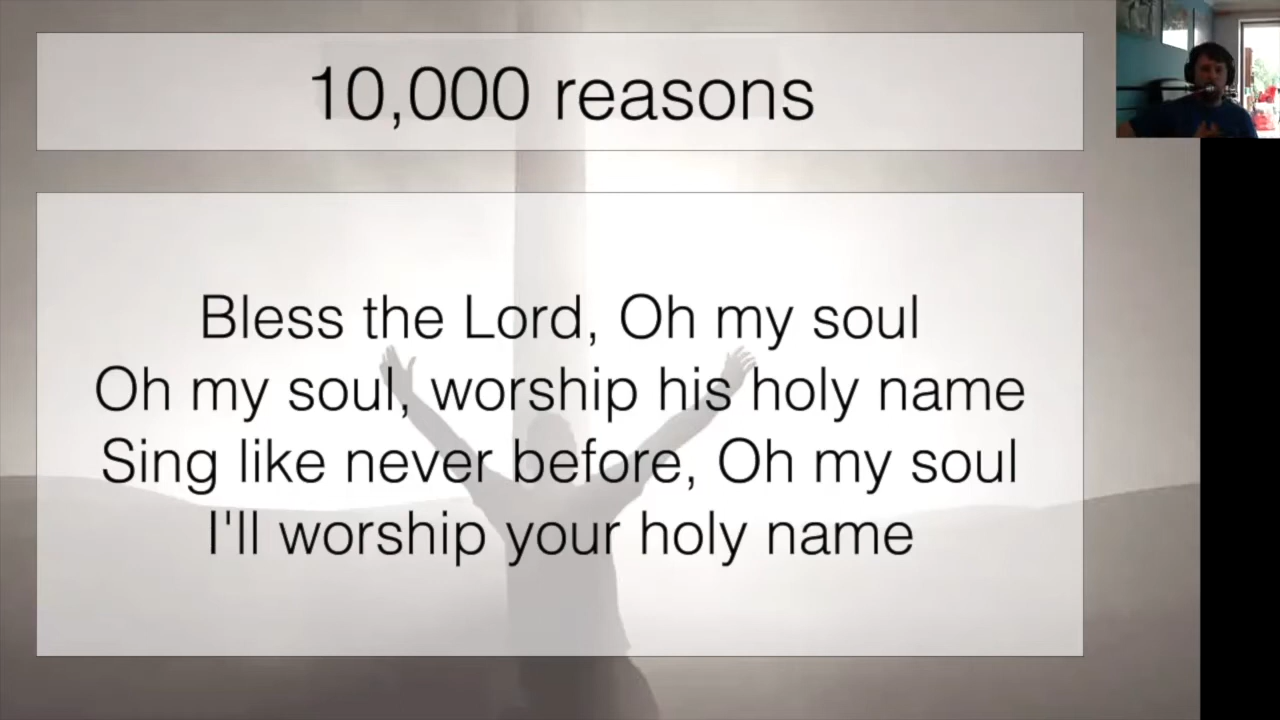 10,000 reasons
Bless the Lord, Oh my soul
Oh my soul, worship his holy name
Sing like never before, Oh my soul
I'll worship your holy name